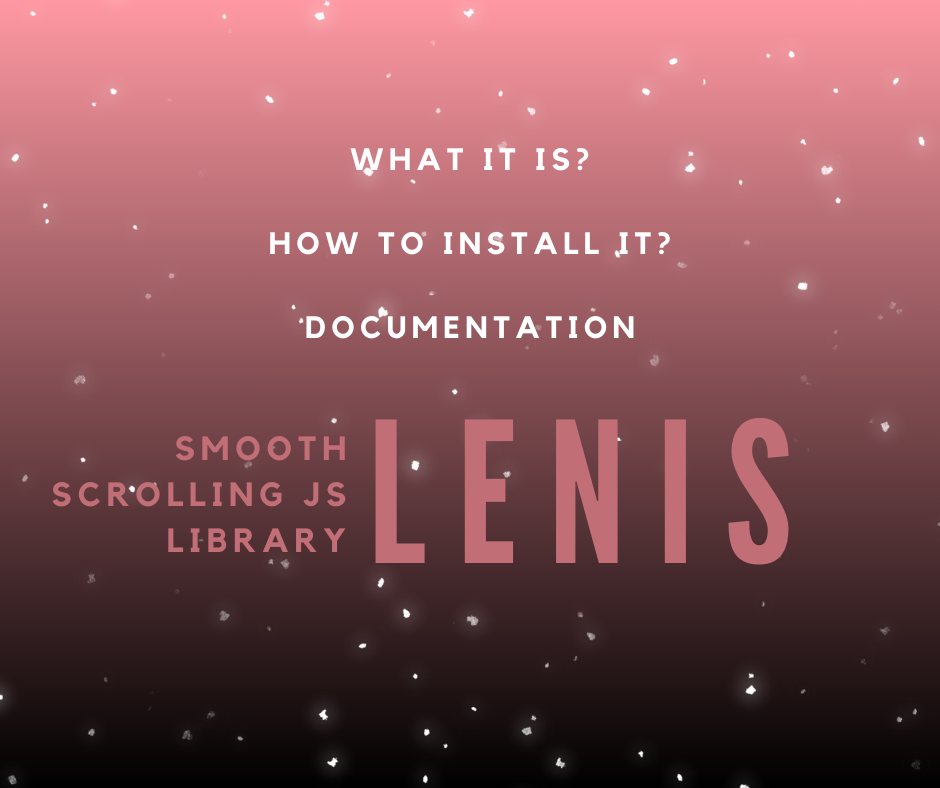 WHAT IT IS?
HOW TO INSTALL IT?
DOCUMENTATION
SMOOTH
SCROLLING JS
LIBRARY
LENIS